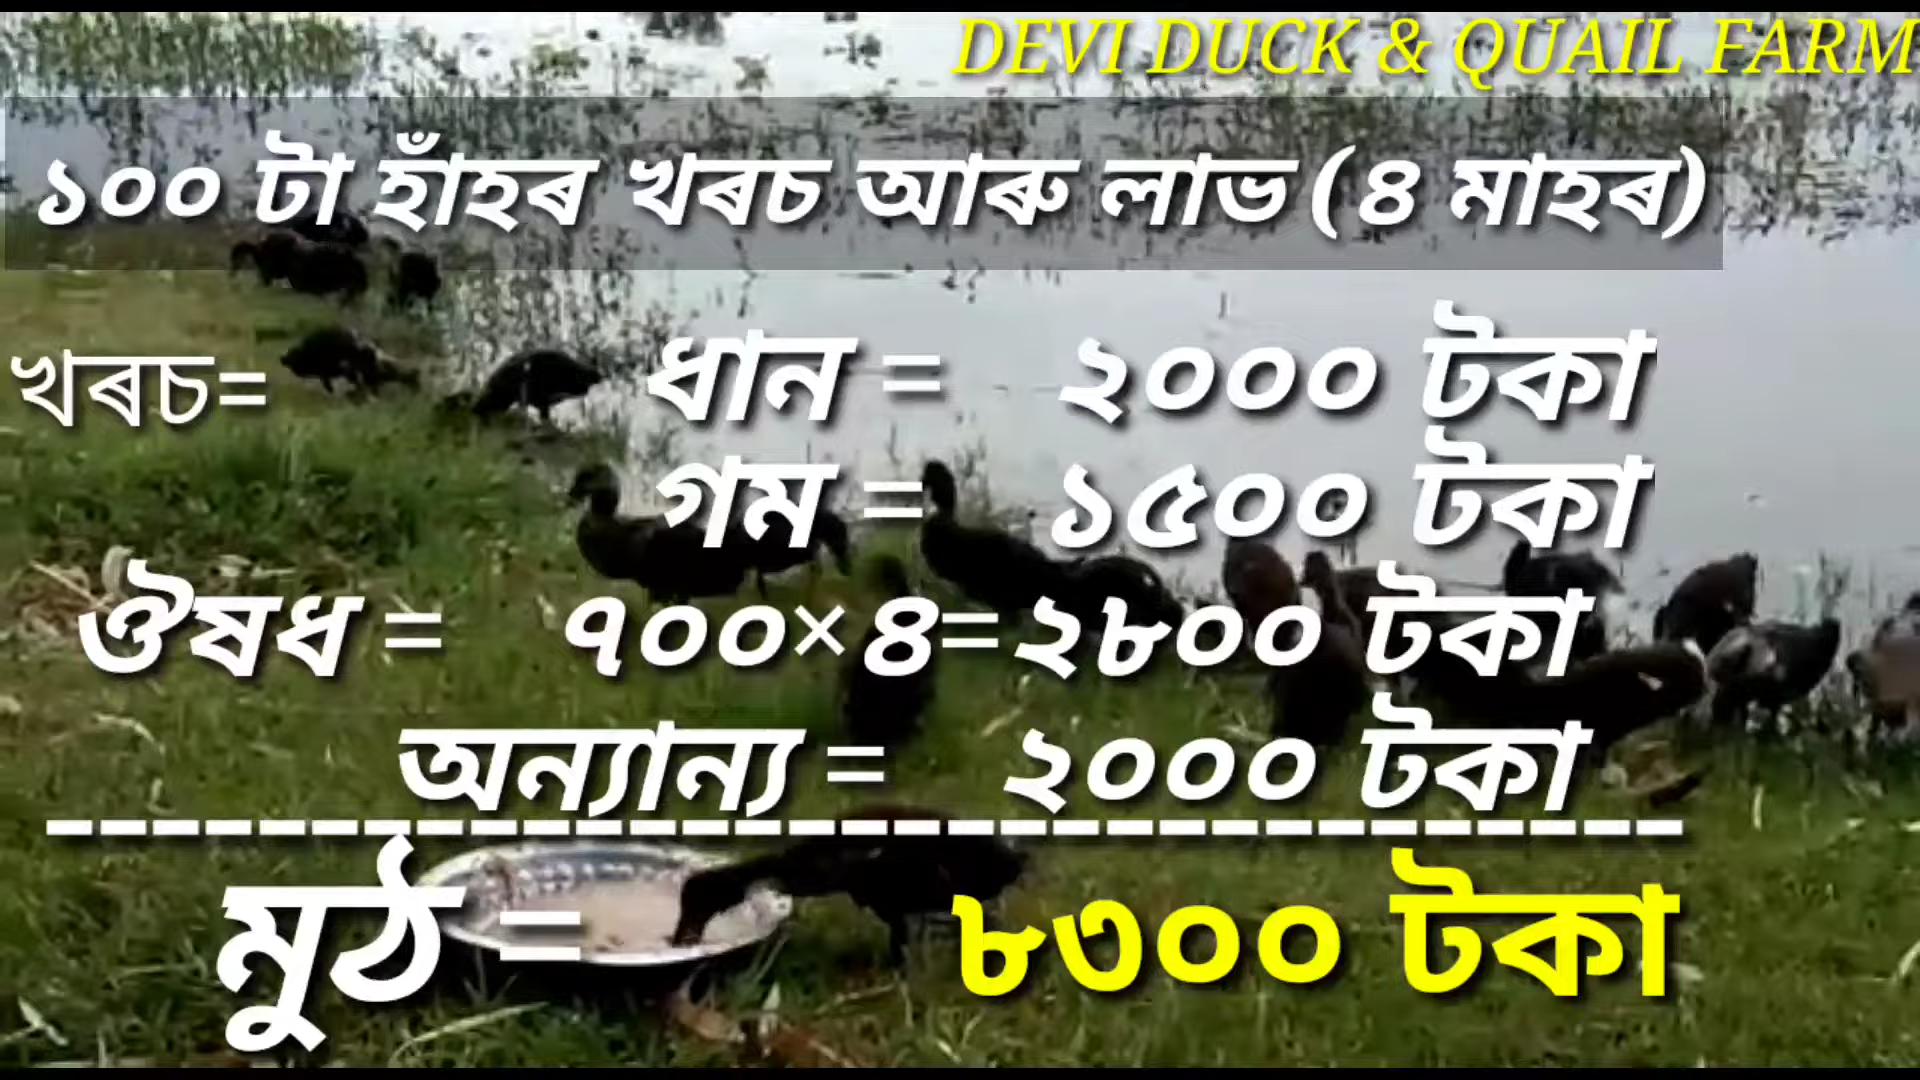 DEVI DUCK & QUAIL FARM
১০০ টা হাঁহৰ খৰচ আৰু লাভ (৪ মাহৰ)
খৰচ= ধান = ২০০০ টকা
গম = ১৫০০ টকা
ঔষধ = ৭০০×৪=২৮০০ টকা
অন্যান্য = ২০০০ টকা
মুঠ = ৮৩০০ টকা